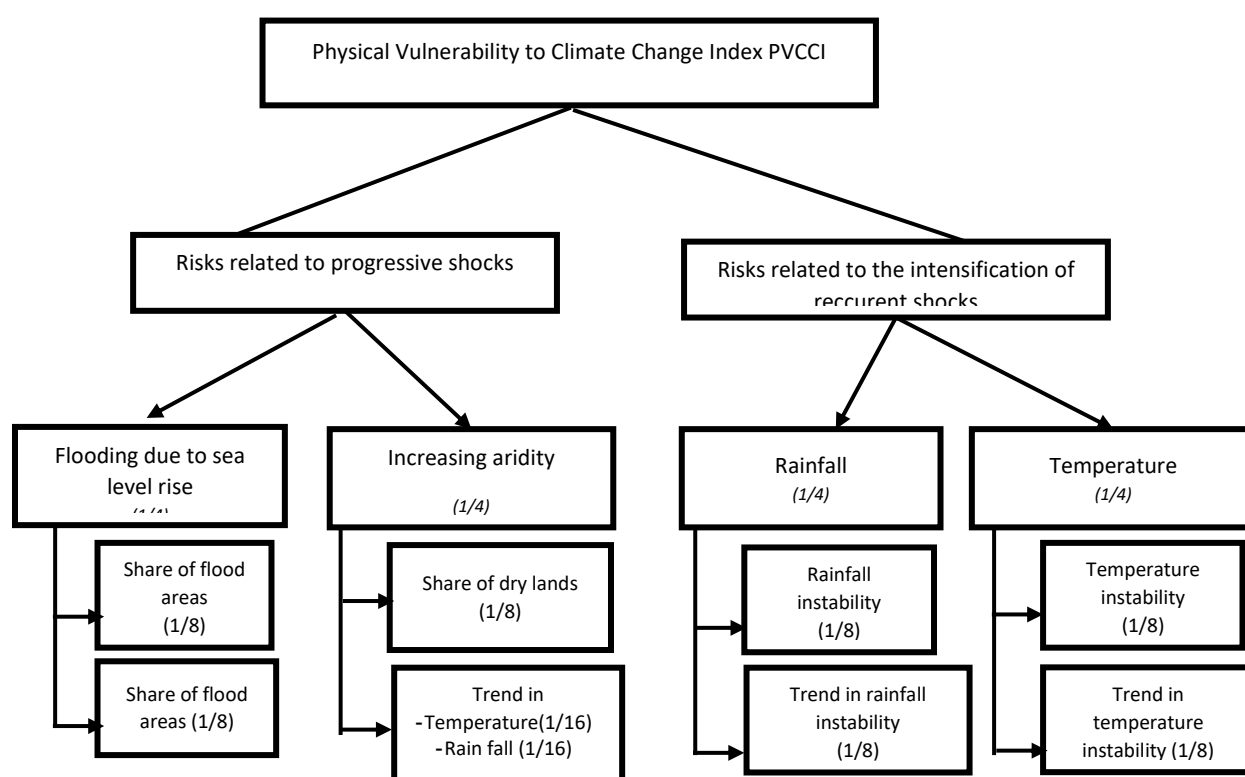 Physical Vulnerability to Climate Change Index PVCCI
Risks related to progressive shocks
Risks related to the intensification of
reccurent shocks
Flooding due to sea
level rise
(1/4)
Increasing aridity
(1/4)
Rainfall
(1/4)
Temperature
(1/4)
Share of flood
areas
(1/8)
Share of dry lands
(1/8)
Rainfall
instability
(1/8)
Temperature
instability
(1/8)
Share of flood
areas (1/8)
Trend in
-Temperature(1/16)
-Rain fall (1/16)
Trend in rainfall
instability
(1/8)
Trend in
temperature
instability (1/8)